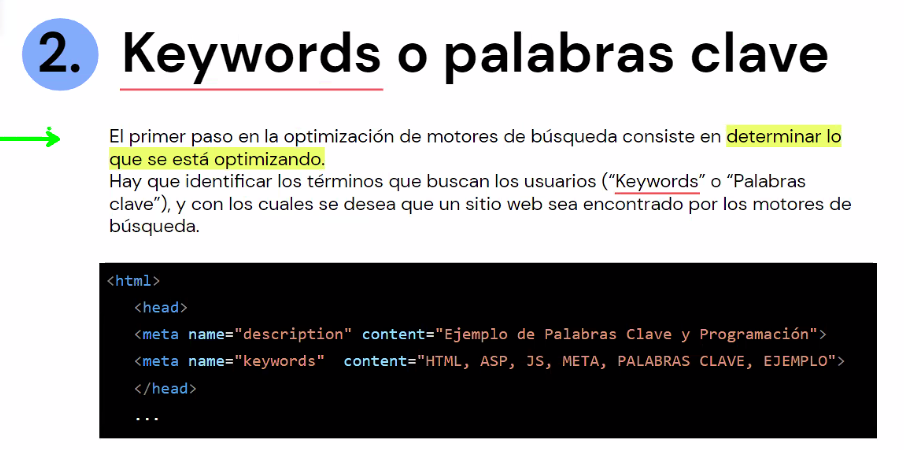 2. Keywords o palabras clave
El primer paso en la optimización de motores de búsqueda consiste en determinar lo
que se está optimizando.
Hay que identificar los términos que buscan los usuarios (“Keywords” o “Palabras
clave”), y con los cuales se desea que un sitio web sea encontrado por los motores de
búsqueda.
<html>
<head>
<meta name="description" content="Ejemplo de Palabras Clave y Programación">
<meta name="keywords" content="HTML, ASP, JS, META, PALABRAS CLAVE, EJEMPLO">
</head>
...